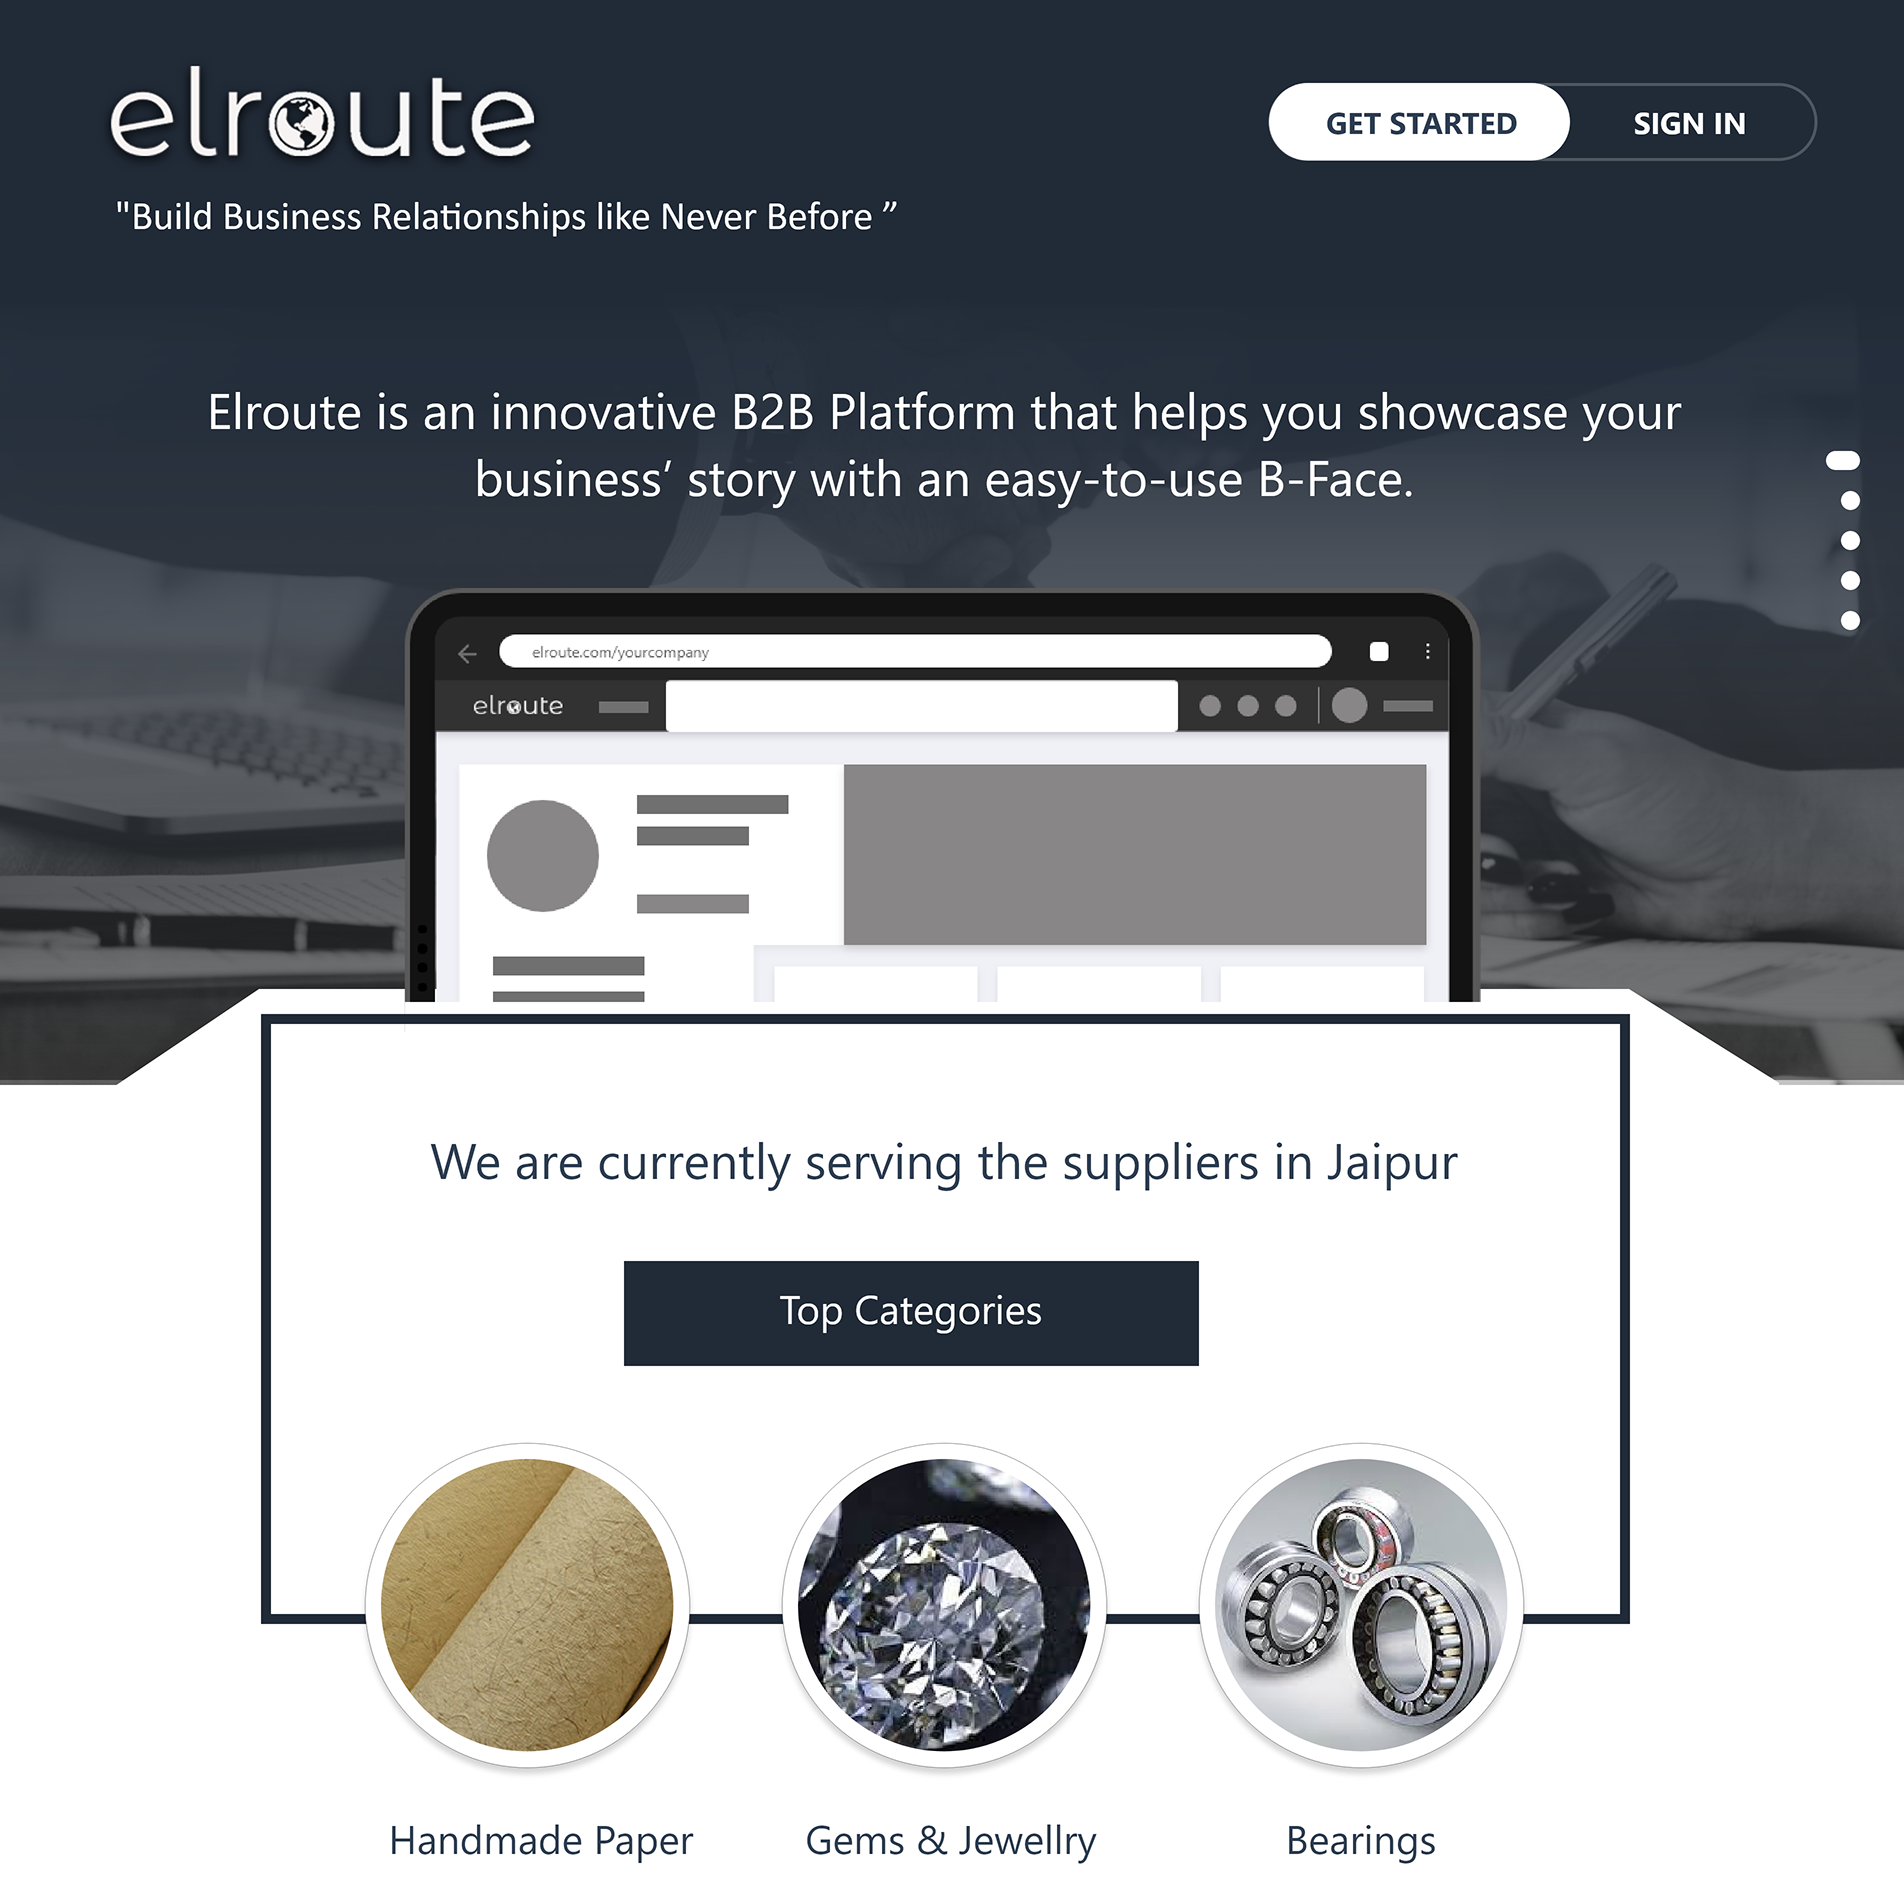 elroute
GET STARTED
SIGN IN
"Build Business Relationships like Never Before ”
Elroute is an innovative B2B Platform that helps you showcase your
business’ story with an easy-to-use B-Face.
elroute.com/yourcompany
elroute
We are currently serving the suppliers in Jaipur
Top Categories
Handmade Paper
Gems & Jewellry
Bearings